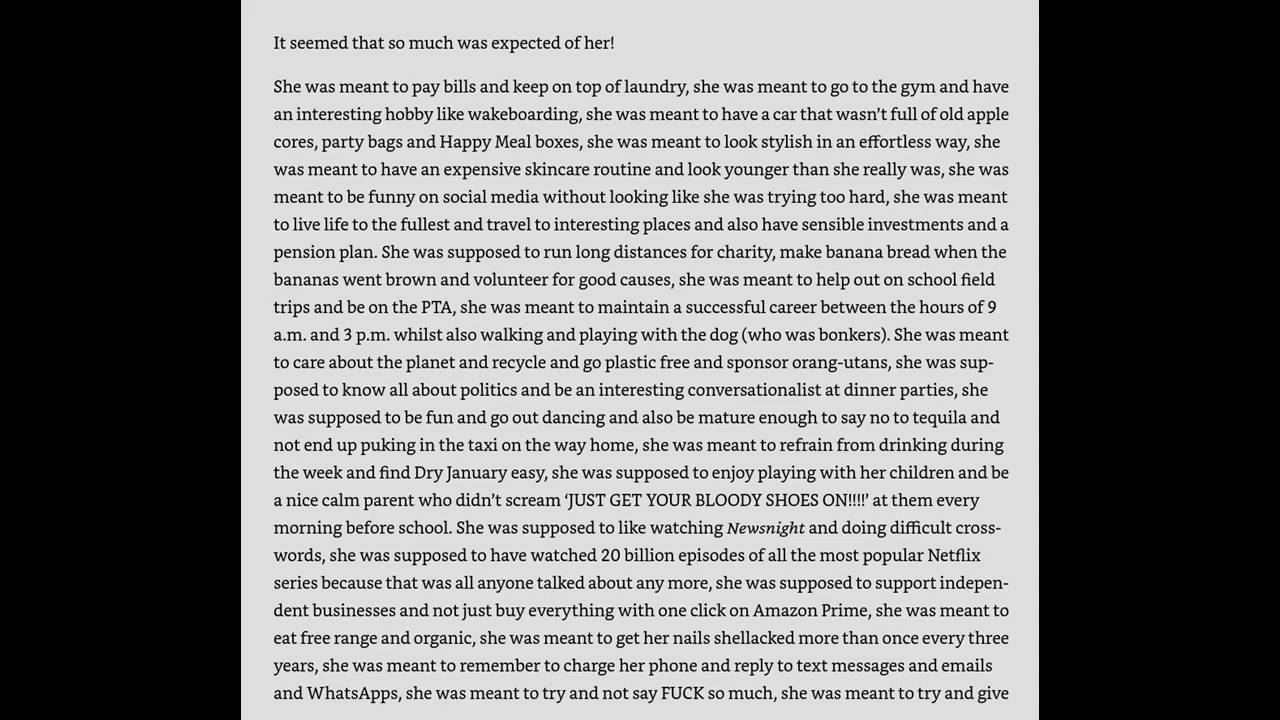 It seemed that so much was expected of her!
She was meant to pay bills and keep on top of laundry, she was meant to go to the gym and have
an interesting hobby like wakeboarding, she was meant to have a car that wasn’t full of old apple
cores, party bags and Happy Meal boxes, she was meant to look stylish in an effortless way, she
was meant to have an expensive skincare routine and look younger than she really was, she was
meant to be funny on social media without looking like she was trying too hard, she was meant
to live life to the fullest and travel to interesting places and also have sensible investments and a
pension plan. She was supposed to run long distances for charity, make banana bread when the
bananas went brown and volunteer for good causes, she was meant to help out on school field
trips and be on the PTA, she was meant to maintain a successful career between the hours of 9
a.m. and 3 p.m. whilst also walking and playing with the dog (who was bonkers). She was meant
to care about the planet and recycle and go plastic free and sponsor orang-utans, she was sup-
posed to know all about politics and be an interesting conversationalist at dinner parties, she
was supposed to be fun and go out dancing and also be mature enough to say no to tequila and
not end up puking in the taxi on the way home, she was meant to refrain from drinking during
the week and find Dry January easy, she was supposed to enjoy playing with her children and be
a nice calm parent who didn’t scream ‘JUST GET YOUR BLOODY SHOES ON!!!!’ at them every
morning before school. She was supposed to like watching Newsnight and doing difficult cross-
words, she was supposed to have watched 20 billion episodes of all the most popular Netflix
series because that was all anyone talked about any more, she was supposed to support indepen-
dent businesses and not just buy everything with one click on Amazon Prime, she was meant to
eat free range and organic, she was meant to get her nails shellacked more than once every three
years, she was meant to remember to charge her phone and reply to text messages and emails
and WhatsApps, she was meant to try and not say FUCK so much, she was meant to try and give